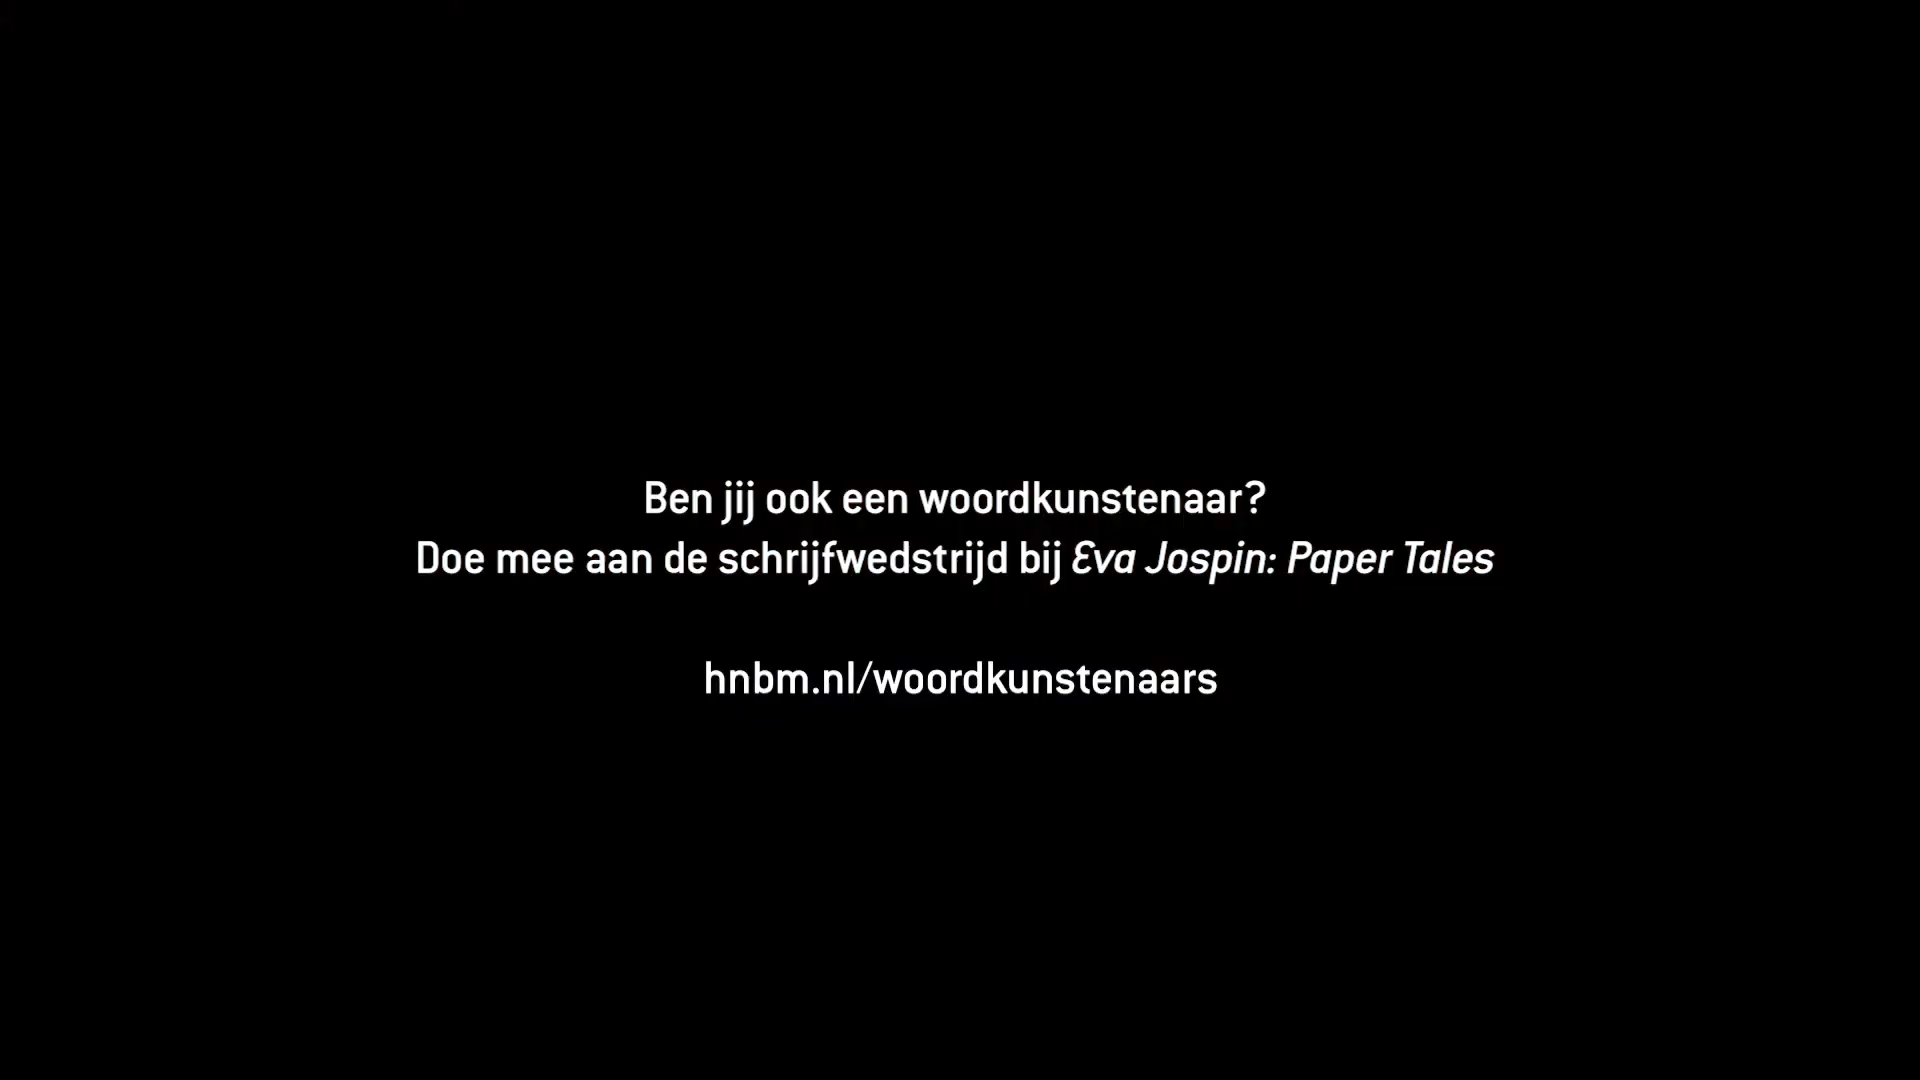 Ben jij ook een woordkunstenaar?
Doe mee aan de schrijfwedstrijd bij Eva Jospin: Paper Tales
hnbm.nl/woordkunstenaars